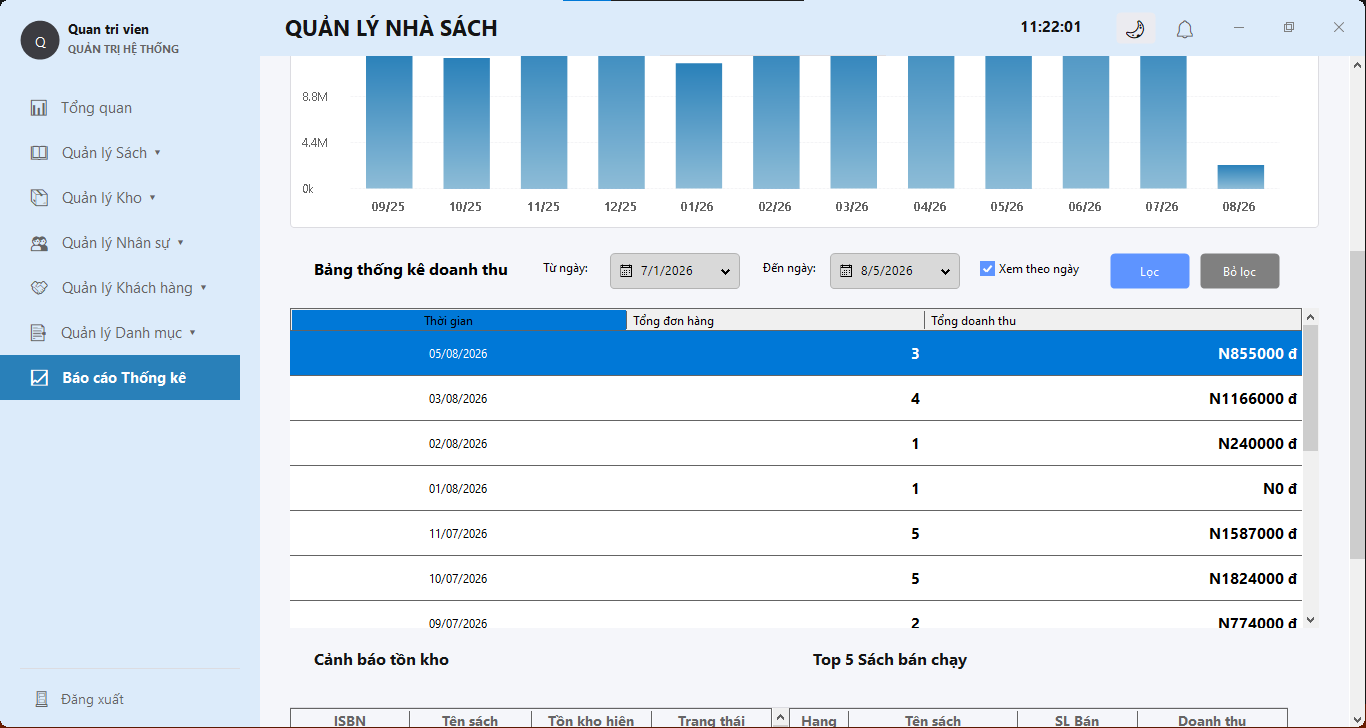 Q
Quan tri vien
QUẢN TRỊ HỆ THỐNG
QUẢN LÝ NHÀ SÁCH
11:22:01
Tổng quan
Quản lý Sách
Quản lý Kho
Quản lý Nhân sự
Quản lý Khách hàng
Quản lý Danh mục
Báo cáo Thống kê
Đăng xuất
8.8M
4.4M
0k
09/25 10/25 11/25 12/25 01/26 02/26 03/26 04/26 05/26 06/26 07/26 08/26
Bảng thống kê doanh thu Từ ngày: 7/1/2026 Đến ngày: 8/5/2026 Xem theo ngày Lọc Bỏ lọc
Thời gian Tổng đơn hàng Tổng doanh thu
05/08/2026 3 N855000 đ
03/08/2026 4 N1166000 đ
02/08/2026 1 N240000 đ
01/08/2026 1 N0 đ
11/07/2026 5 N1587000 đ
10/07/2026 5 N1824000 đ
09/07/2026 2 N774000 đ
Cảnh báo tồn kho Top 5 Sách bán chạy
ISBN Tên sách Tồn kho hiện Trạng thái Hạng Tên sách SL Bán Doanh thu